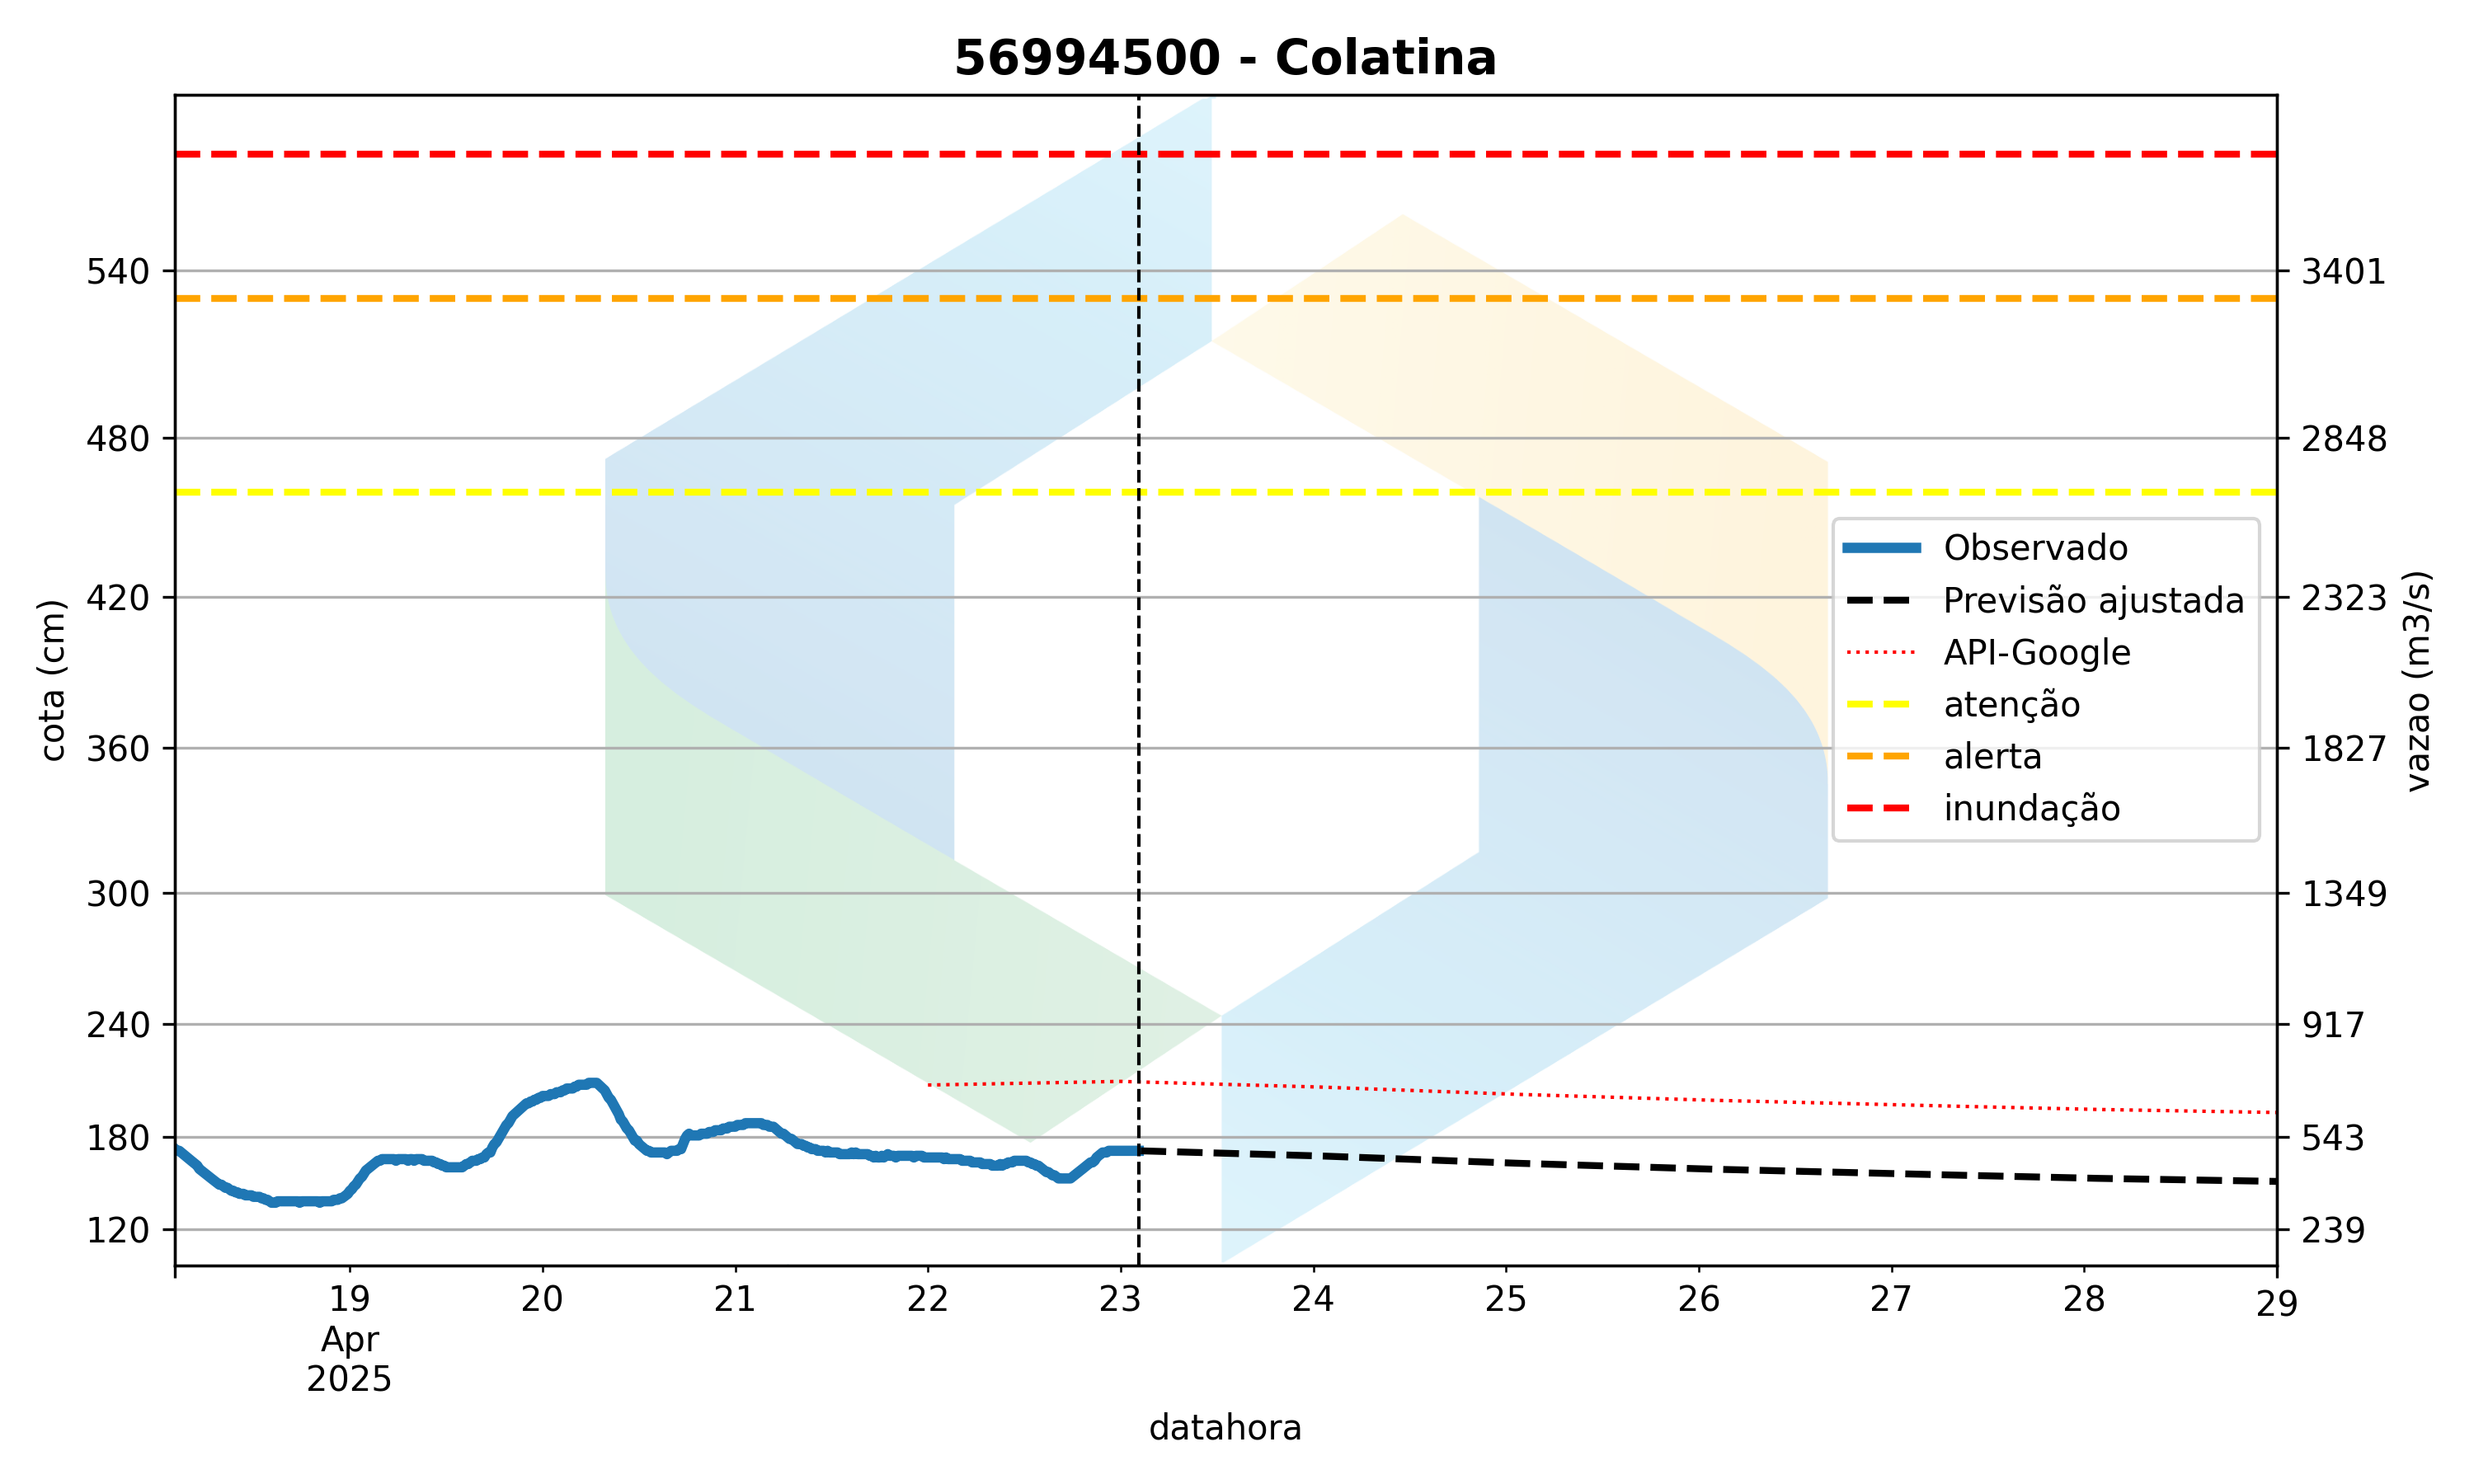 56994500 - Colatina
540
480
420
360
300
240
180
120
cota (cm)
3401
2848
2323
1827
1349
917
543
239
vazao (m3/s)
Observado
Previsão ajustada
API-Google
atenção
alerta
inundação
19 20 21 22 23 24 25 26 27 28 29
Apr
2025
datahora